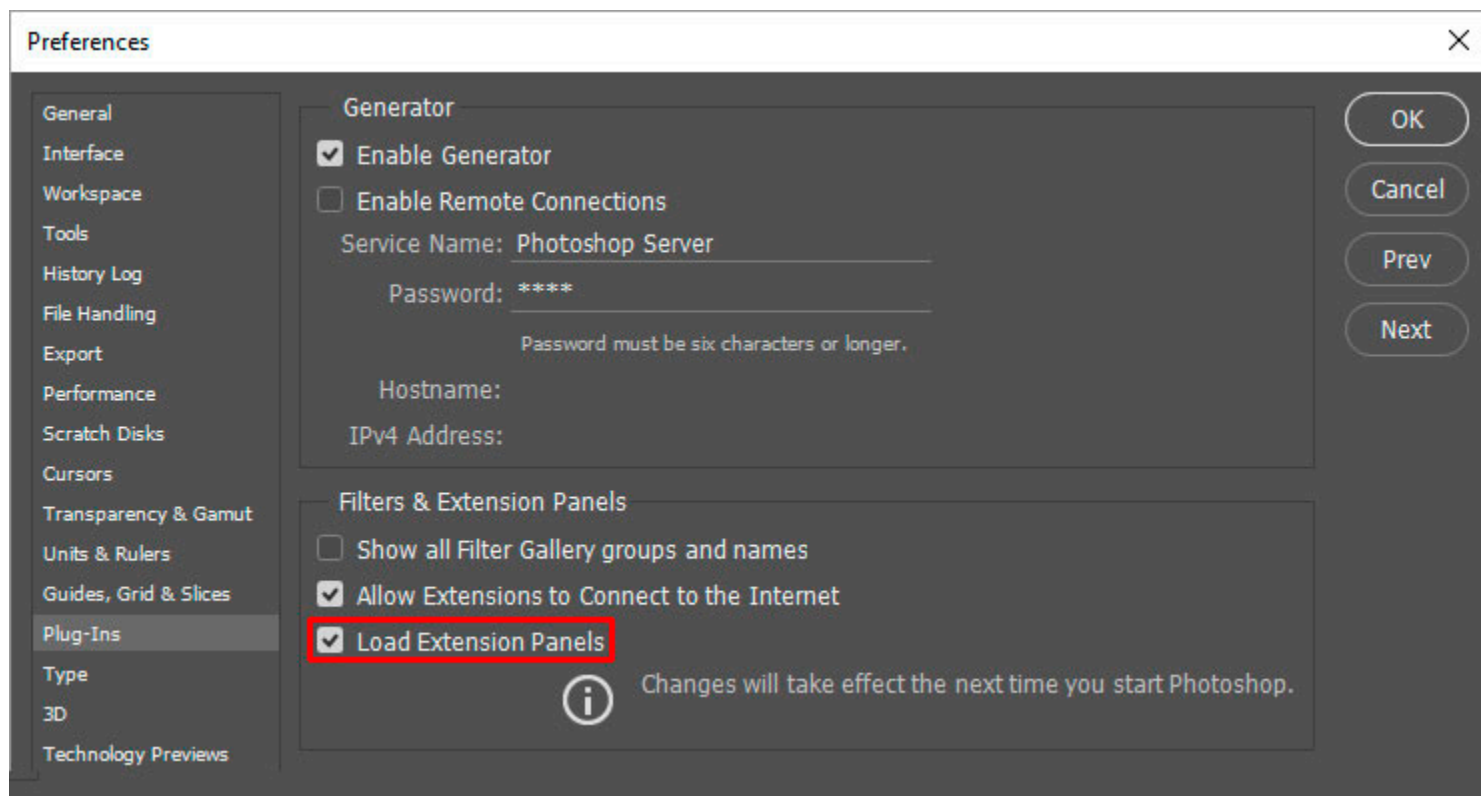 Preferences
General
Interface
Workspace
Tools
History Log
File Handling
Export
Performance
Scratch Disks
Cursors
Transparency & Gamut
Units & Rulers
Guides, Grid & Slices
Plug-Ins
Type
3D
Technology Previews
Generator
Enable Generator
Enable Remote Connections
Service Name: Photoshop Server
Password: ****
Password must be six characters or longer.
Hostname:
IPv4 Address:
Filters & Extension Panels
Show all Filter Gallery groups and names
Allow Extensions to Connect to the Internet
Load Extension Panels
Changes will take effect the next time you start Photoshop.
OK
Cancel
Prev
Next